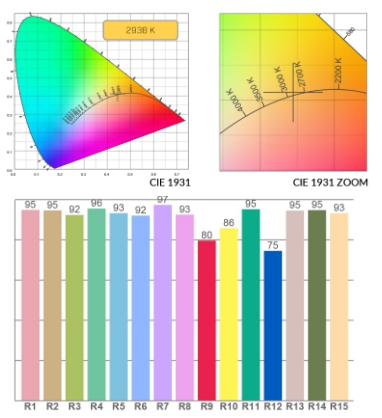 2938 K
CIE 1931
580
4000 K
3500 K
3000 K
2700 K
2200 K
CIE 1931 ZOOM
95 95 92 96 93 92 97 93 80 86 95 75 95 95 93
R1 R2 R3 R4 R5 R6 R7 R8 R9 R10 R11 R12 R13 R14 R15